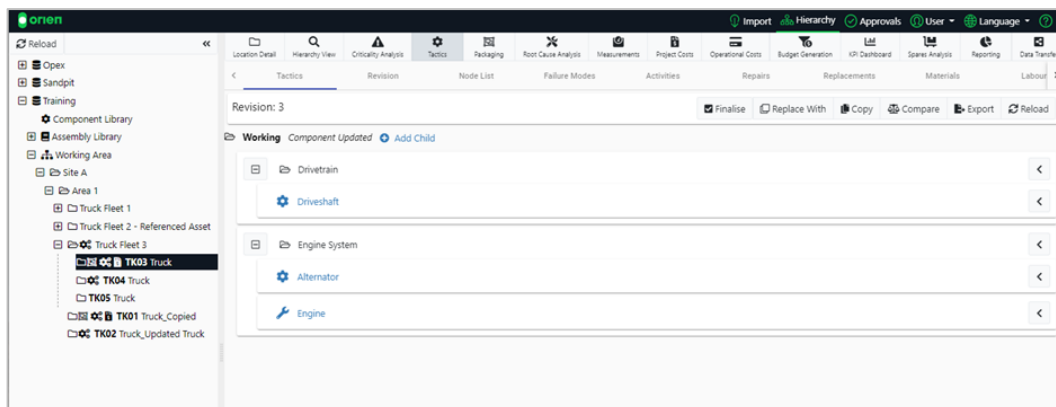 orien
Import Hierarchy Approvals User Language
Reload
Opex
Sandpit
Training
Component Library
Assembly Library
Working Area
Site A
Area 1
Truck Fleet 1
Truck Fleet 2 - Referenced Asset
Truck Fleet 3
TK03 Truck
TK04 Truck
TK05 Truck
TK01 Truck_Copied
TK02 Truck_Updated Truck
Location Detail Hierarchy View Criticality Analysis Tactics Packaging Root Cause Analysis Measurements Project Costs Operational Costs Budget Generation KPI Dashboard Spares Analysis Reporting Data Transfe
Tactics Revision Node List Failure Modes Activities Repairs Replacements Materials Labour
Revision: 3 Finalise Replace With Copy Compare Export Reload
Working Component Updated Add Child
Drivetrain
Driveshaft
Engine System
Alternator
Engine